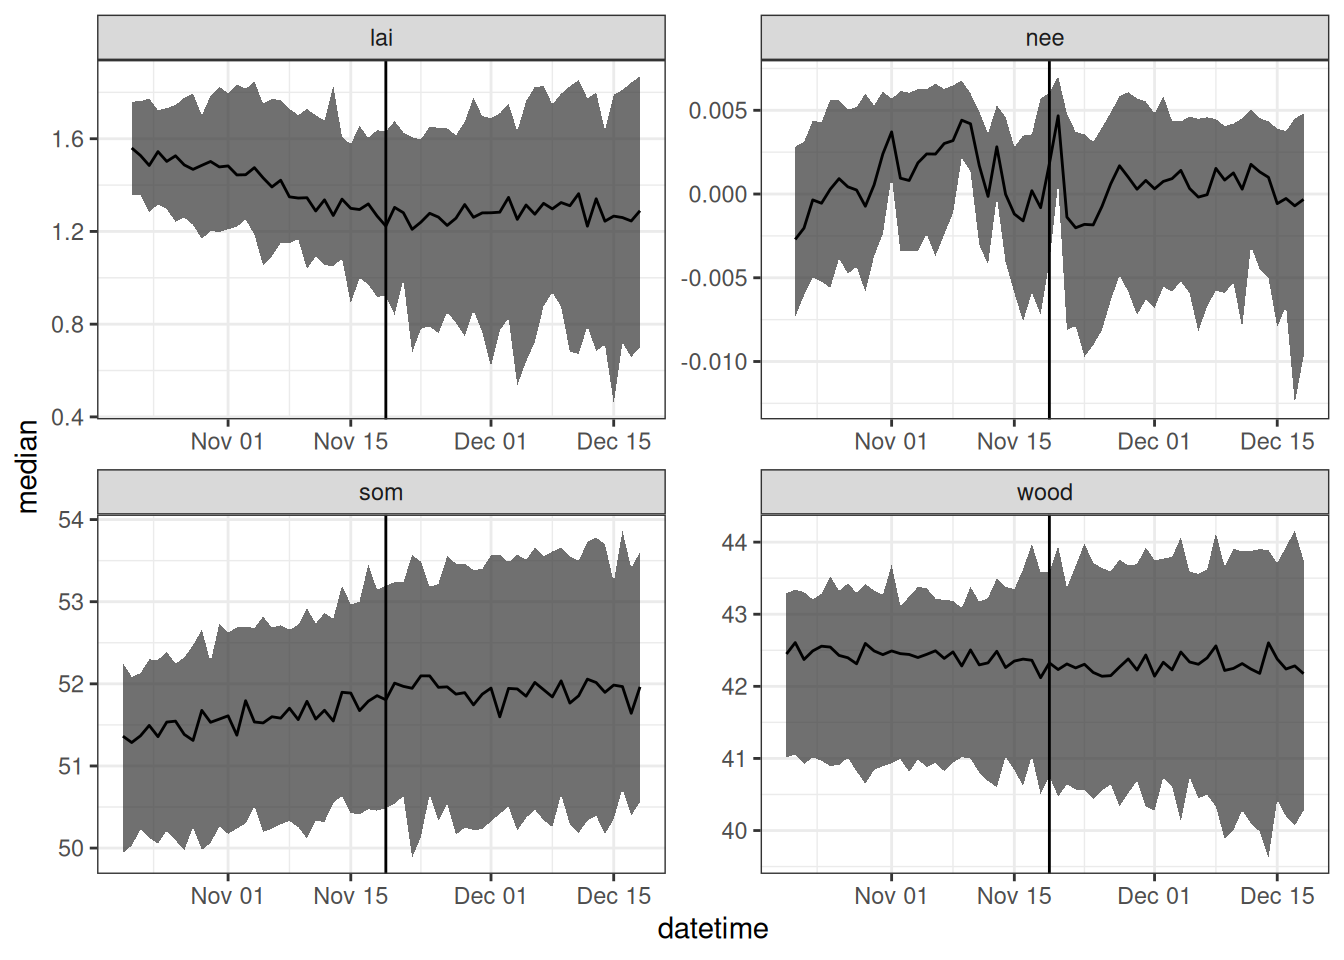 lai
nee
1.6
1.2
0.8
0.4
0.005
0.000
-0.005
-0.010
Nov 01 Nov 15 Dec 01 Dec 15
Nov 01 Nov 15 Dec 01 Dec 15
median
som
wood
54
53
52
51
50
44
43
42
41
40
Nov 01 Nov 15 Dec 01 Dec 15
Nov 01 Nov 15 Dec 01 Dec 15
datetime